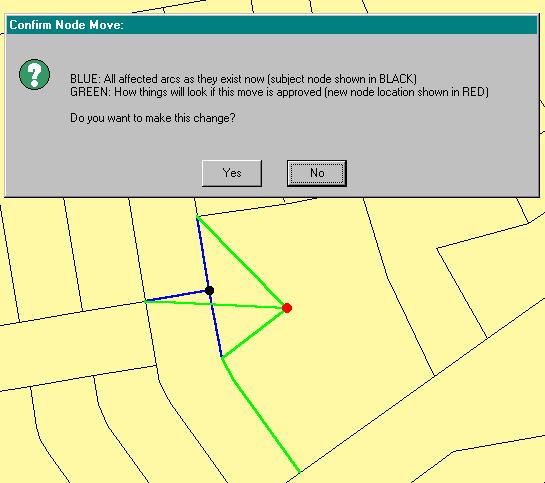 Confirm Node Move:
?
BLUE: All affected arcs as they exist now (subject node shown in BLACK)
GREEN: How things will look if this move is approved (new node location shown in RED)
Do you want to make this change?
Yes
No